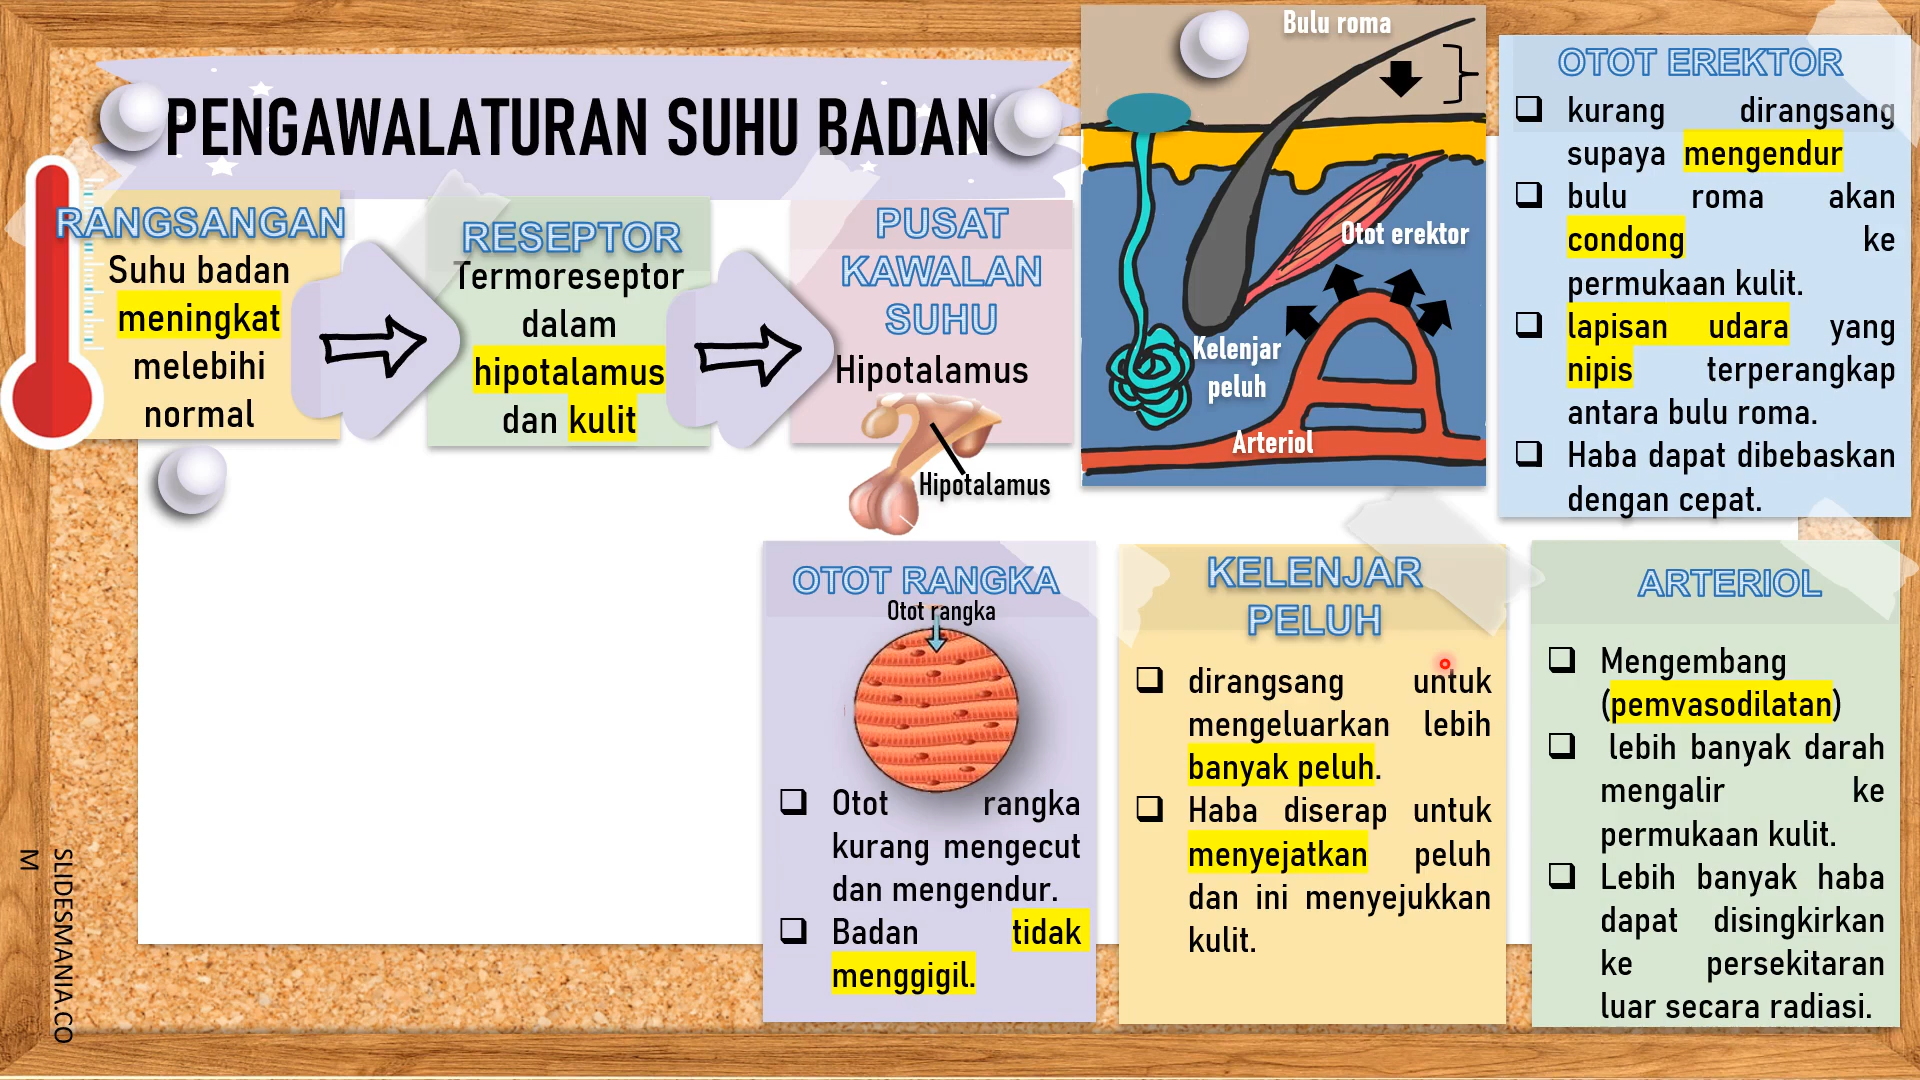 PENGAWALATURAN SUHU BADAN
RANGSANGAN
Suhu badan
meningkat
melebihi
normal
RESEPTOR
Termoreseptor
dalam
hipotalamus
dan kulit
PUSAT
KAWALAN
SUHU
Hipotalamus
Hipotalamus
Bulu roma
Otot erektor
Kelenjar
peluh
Arteriol
OTOT EREKTOR
❑ kurang dirangsang
supaya mengendur
❑ bulu roma akan
condong ke
permukaan kulit.
❑ lapisan udara yang
nipis terperangkap
antara bulu roma.
❑ Haba dapat dibebaskan
dengan cepat.
OTOT RANGKA
Otot rangka
❑ Otot rangka
kurang mengecut
dan mengendur.
❑ Badan tidak
menggigil.
KELENJAR
PELUH
❑ dirangsang untuk
mengeluarkan lebih
banyak peluh.
❑ Haba diserap untuk
menyejatkan peluh
dan ini menyejukkan
kulit.
ARTERIOL
❑ Mengembang
(pemvasodilatan)
❑ lebih banyak darah
mengalir ke
permukaan kulit.
❑ Lebih banyak haba
dapat disingkirkan
ke persekitaran
luar secara radiasi.
SLIDESMANIA.CO
M